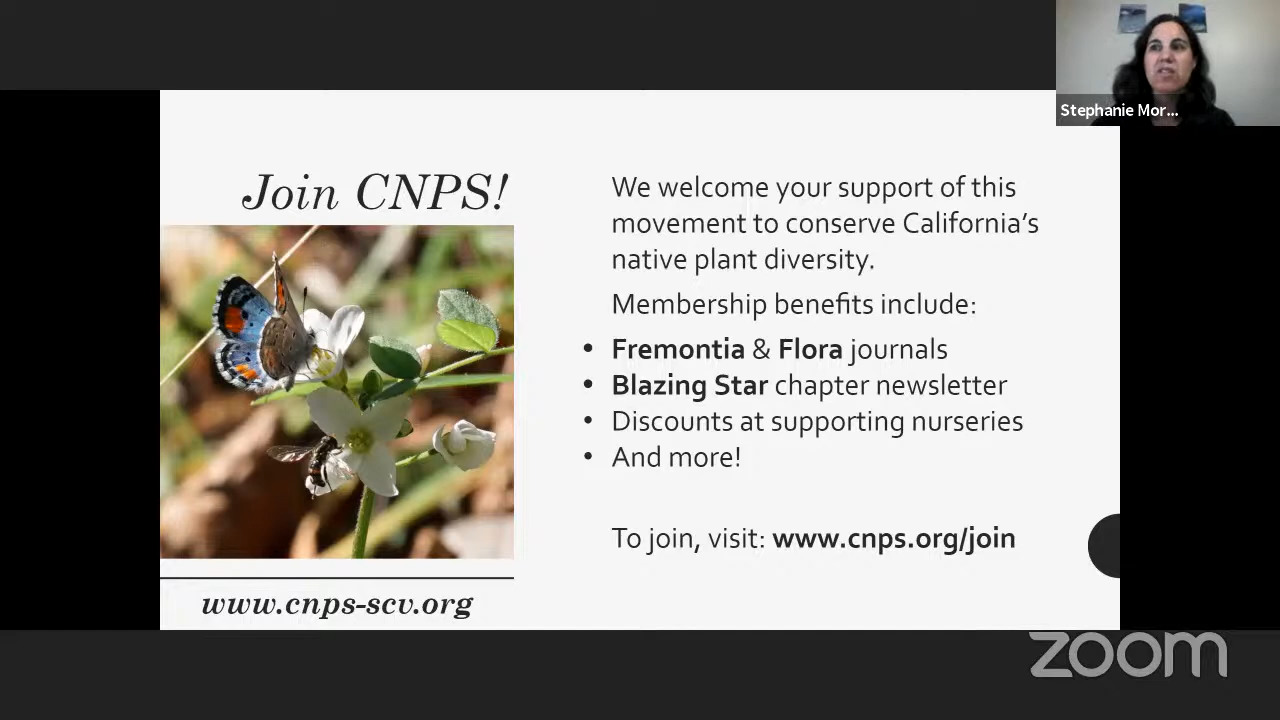 Stephanie Mor...
Join CNPS!
We welcome your support of this
movement to conserve California’s
native plant diversity.
Membership benefits include:
• Fremontia & Flora journals
• Blazing Star chapter newsletter
• Discounts at supporting nurseries
• And more!
To join, visit: www.cnps.org/join
www.cnps-scv.org
zoom